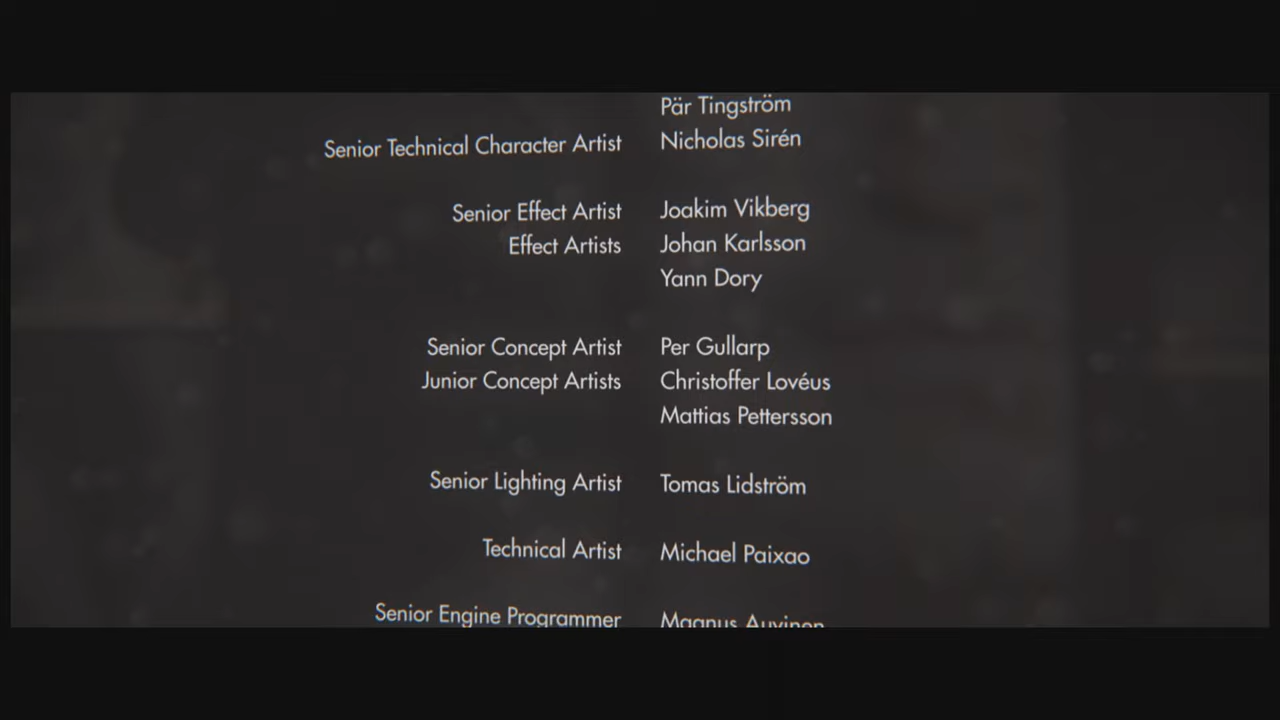 Pär Tingström
Senior Technical Character Artist Nicholas Sirén
Senior Effect Artist Joakim Vikberg
Effect Artists Johan Karlsson
Yann Dory
Senior Concept Artist Per Gullarp
Junior Concept Artists Christoffer Lovéus
Mattias Pettersson
Senior Lighting Artist Tomas Lidström
Technical Artist Michael Paixao
Senior Engine Programmer Magnus Auvinen